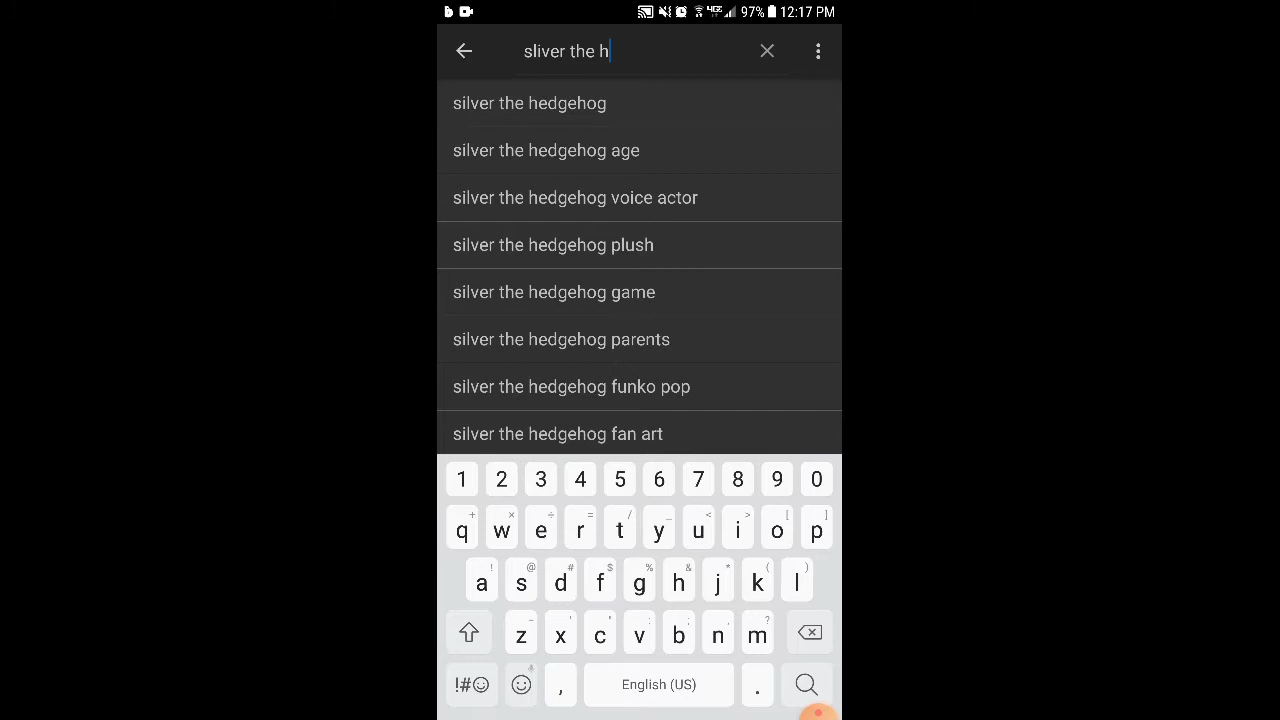 97% 12:17 PM
sliver the h
silver the hedgehog
silver the hedgehog age
silver the hedgehog voice actor
silver the hedgehog plush
silver the hedgehog game
silver the hedgehog parents
silver the hedgehog funko pop
silver the hedgehog fan art
1 2 3 4 5 6 7 8 9 0
+ × ÷ = / _ < > [ ]
q w e r t y u i o p
! @ # $ % & * ( )
a s d f g h j k l
- ' " : ; , ?
z x c v b n m
!#☺ , English (US) .